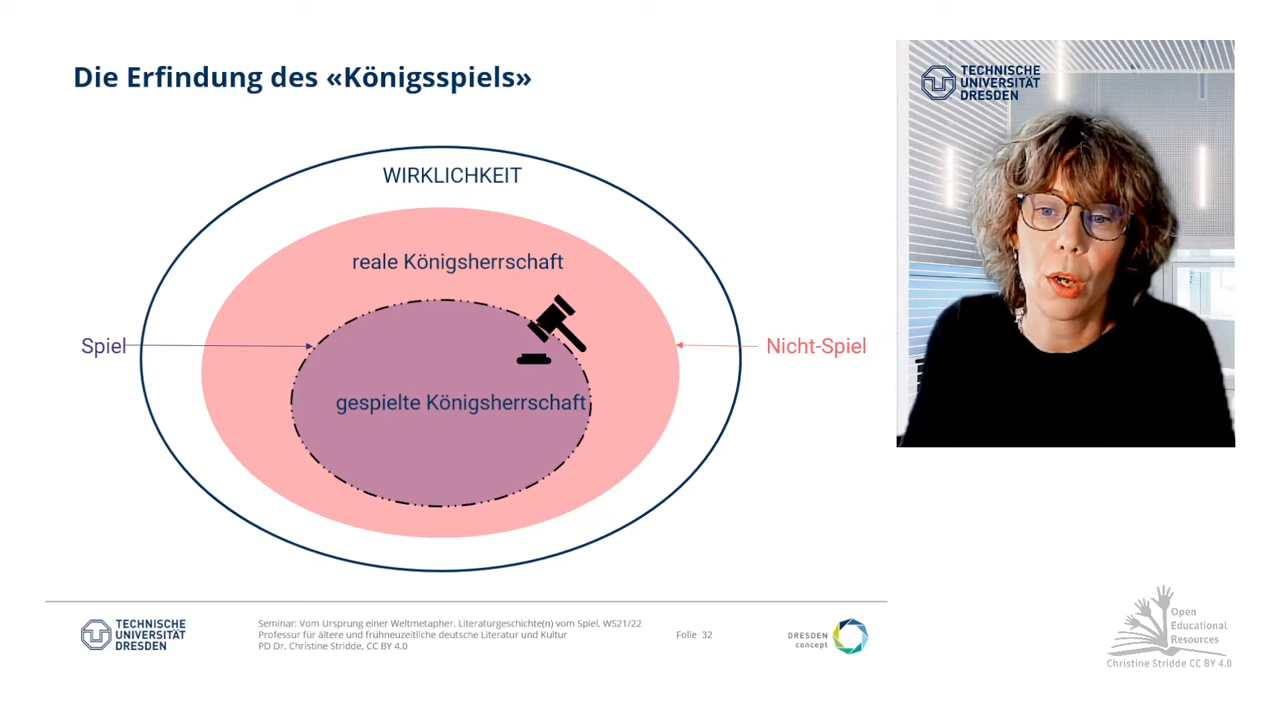 Die Erfindung des «Königsspiels»
WIRKLICHKEIT
reale Königsherrschaft
Spiel
Nicht-Spiel
gespielte Königsherrschaft
TECHNISCHE
UNIVERSITÄT
DRESDEN
TECHNISCHE
UNIVERSITÄT
DRESDEN
Seminar: Vom Ursprung einer Weltmetapher. Literaturgeschichte(n) vom Spiel, WS21/22
Professur für ältere und frühneuzeitliche deutsche Literatur und Kultur
PD Dr. Christine Stridde, CC BY 4.0
Folie 32
DRESDEN
concept
Open
Educational
Resources
Christine Stridde CC BY 4.0